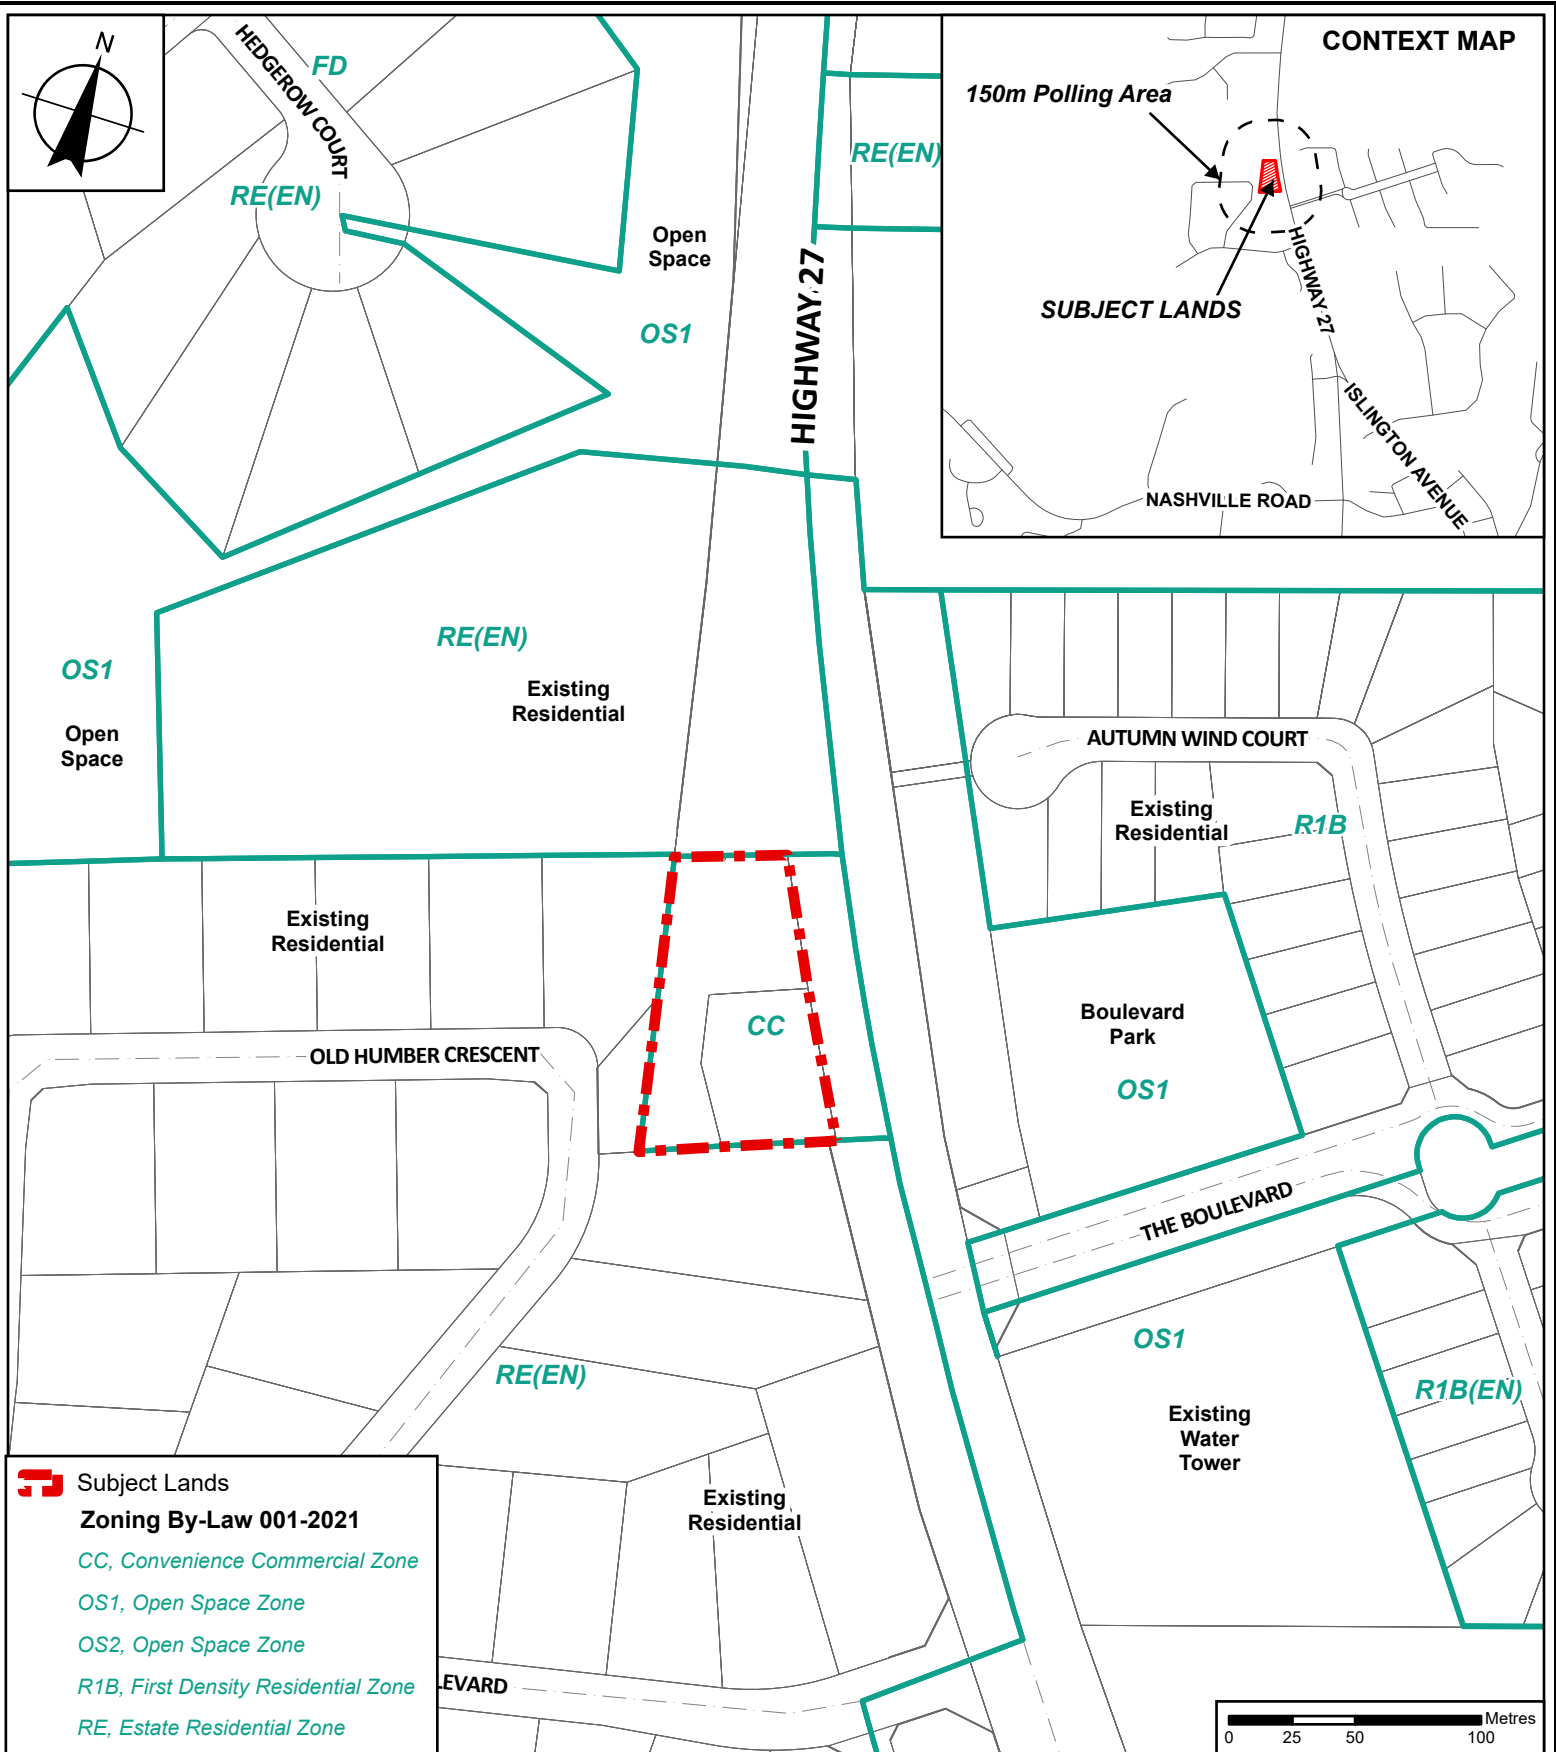 N
HEDGEROW COURT
FD
RE(EN)
Open
Space
OS1
HIGHWAY 27
RE(EN)
CONTEXT MAP
150m Polling Area
SUBJECT LANDS
HIGHWAY 27
ISLINGTON AVENUE
NASHVILLE ROAD
RE(EN)
Existing
Residential
OS1
Open
Space
AUTUMN WIND COURT
Existing
Residential
R1B
Existing
Residential
OLD HUMBER CRESCENT
CC
Boulevard
Park
OS1
THE BOULEVARD
RE(EN)
OS1
Existing
Water
Tower
R1B(EN)
Existing
Residential
LEVARD
Subject Lands
Zoning By-Law 001-2021
CC, Convenience Commercial Zone
OS1, Open Space Zone
OS2, Open Space Zone
R1B, First Density Residential Zone
RE, Estate Residential Zone
Metres
0 25 50 100